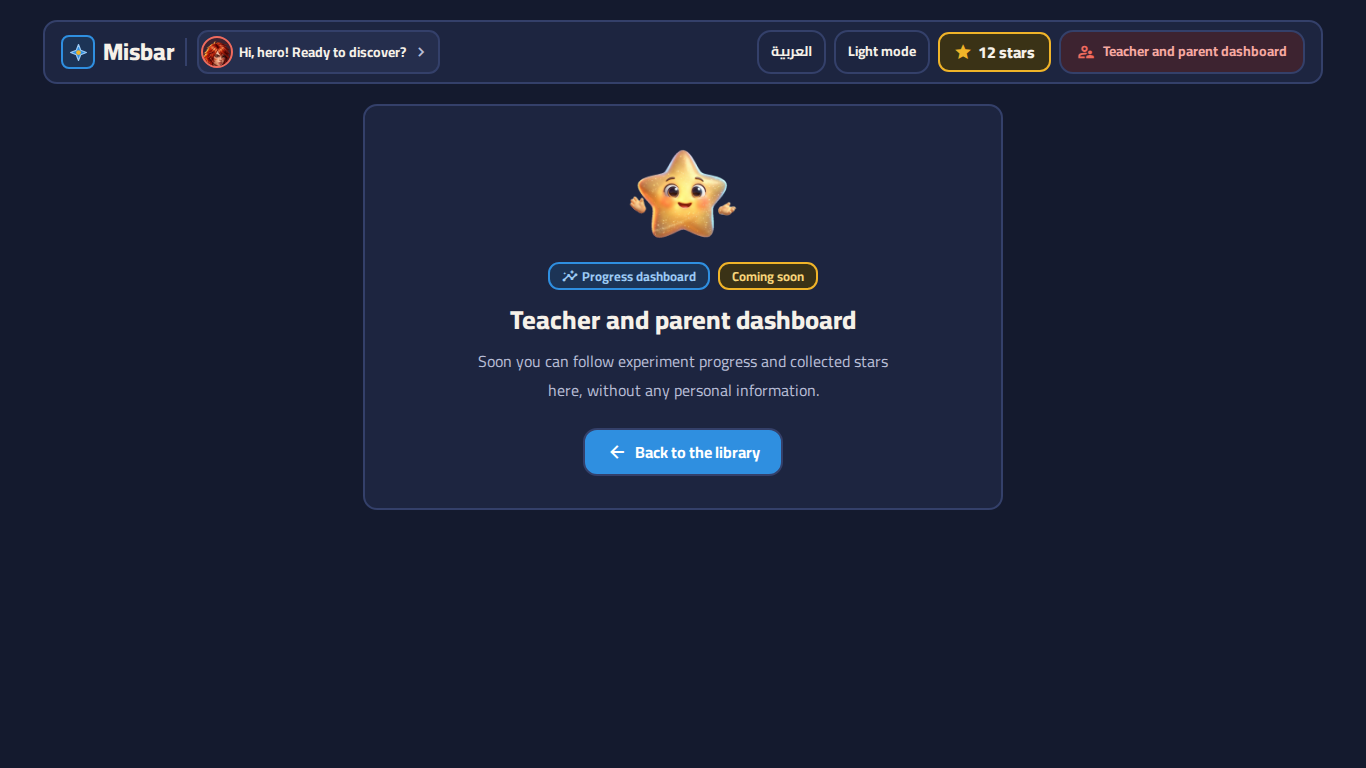 Misbar
Hi, hero! Ready to discover?
العربية
Light mode
12 stars
Teacher and parent dashboard
Progress dashboard
Coming soon
Teacher and parent dashboard
Soon you can follow experiment progress and collected stars
here, without any personal information.
Back to the library